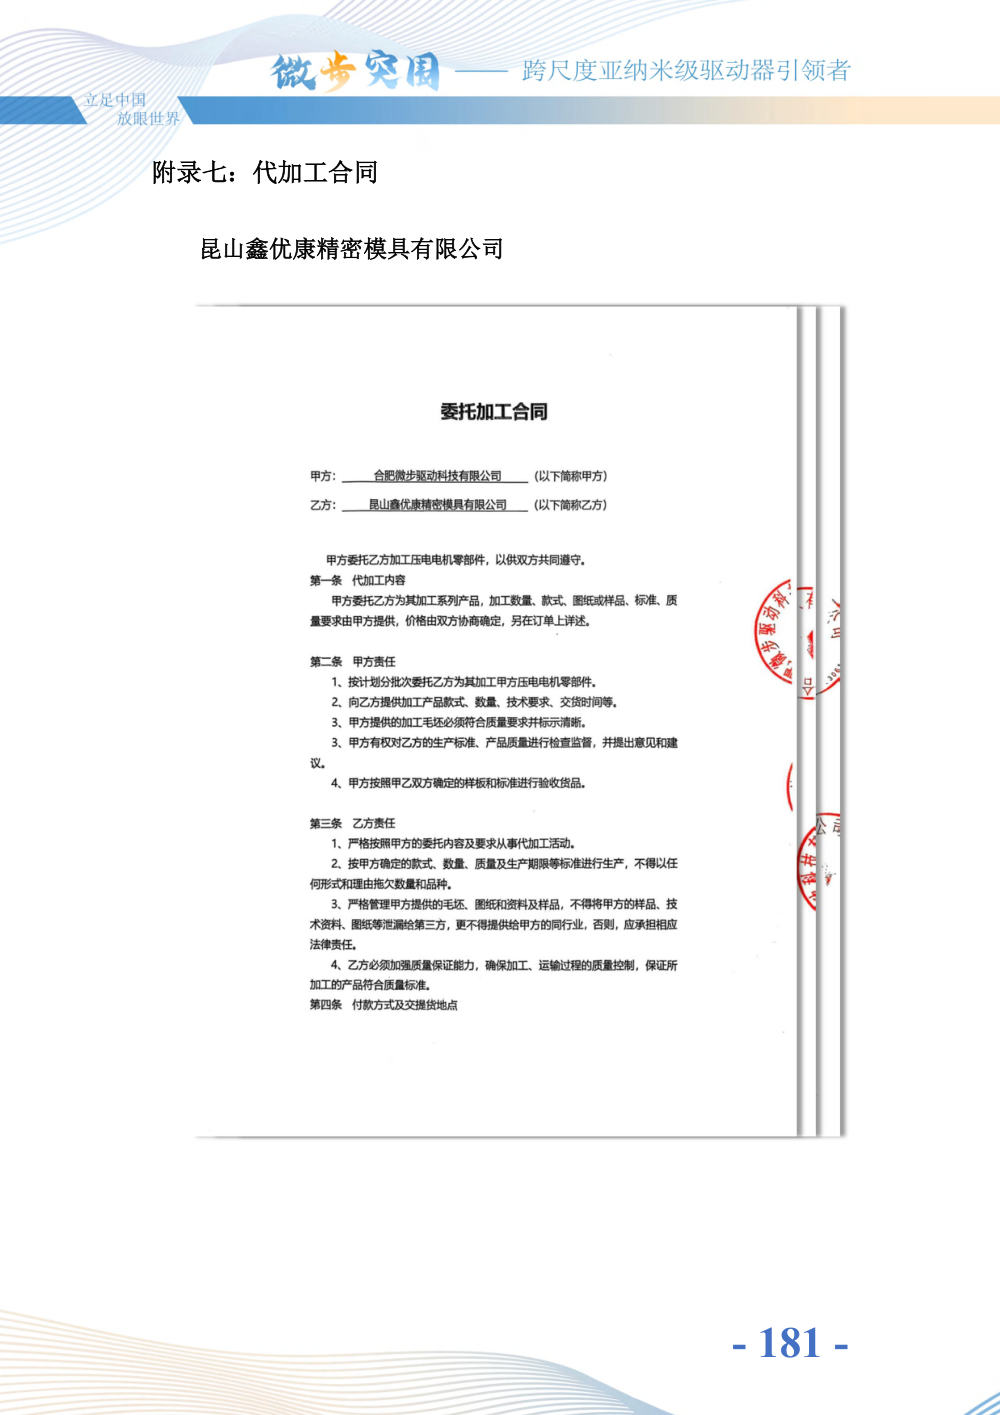 微步突围 —— 跨尺度亚纳米级驱动器引领者
立足中国
放眼世界
附录七：代加工合同
昆山鑫优康精密模具有限公司
委托加工合同
甲方：合肥微步驱动科技有限公司（以下简称甲方）
乙方：昆山鑫优康精密模具有限公司（以下简称乙方）
甲方委托乙方加工压电电机零部件，以供双方共同遵守。
第一条 代加工内容
甲方委托乙方为其加工系列产品，加工数量、款式、图纸或样品、标准、质
量要求由甲方提供，价格由双方协商确定，另在订单上详述。
第二条 甲方责任
1、按计划分批次委托乙方为其加工甲方压电电机零部件。
2、向乙方提供加工产品款式、数量、技术要求、交货时间等。
3、甲方提供的加工毛坯必须符合质量要求并标示清晰。
3、甲方有权对乙方的生产标准、产品质量进行检查监督，并提出意见和建
议。
4、甲方按照甲乙双方确定的样板和标准进行验收货品。
第三条 乙方责任
1、严格按照甲方的委托内容及要求从事代加工活动。
2、按甲方确定的款式、数量、质量及生产期限等标准进行生产，不得以任
何形式和理由拖欠数量和品种。
3、严格管理甲方提供的毛坯、图纸和资料及样品，不得将甲方的样品、技
术资料、图纸等泄漏给第三方，更不得提供给甲方的同行业，否则，应承担相应
法律责任。
4、乙方必须加强质量保证能力，确保加工、运输过程的质量控制，保证所
加工的产品符合质量标准。
第四条 付款方式及交提货地点
微步驱动科
公司
- 181 -